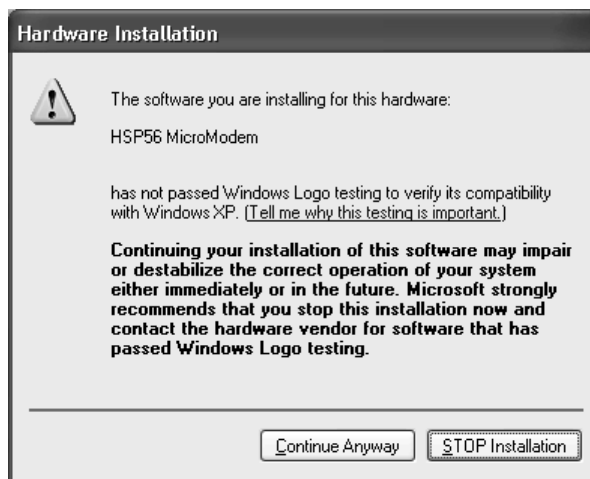 Hardware Installation
The software you are installing for this hardware:
HSP56 MicroModem
has not passed Windows Logo testing to verify its compatibility
with Windows XP. (Tell me why this testing is important.)
Continuing your installation of this software may impair
or destabilize the correct operation of your system
either immediately or in the future. Microsoft strongly
recommends that you stop this installation now and
contact the hardware vendor for software that has
passed Windows Logo testing.
Continue Anyway STOP Installation